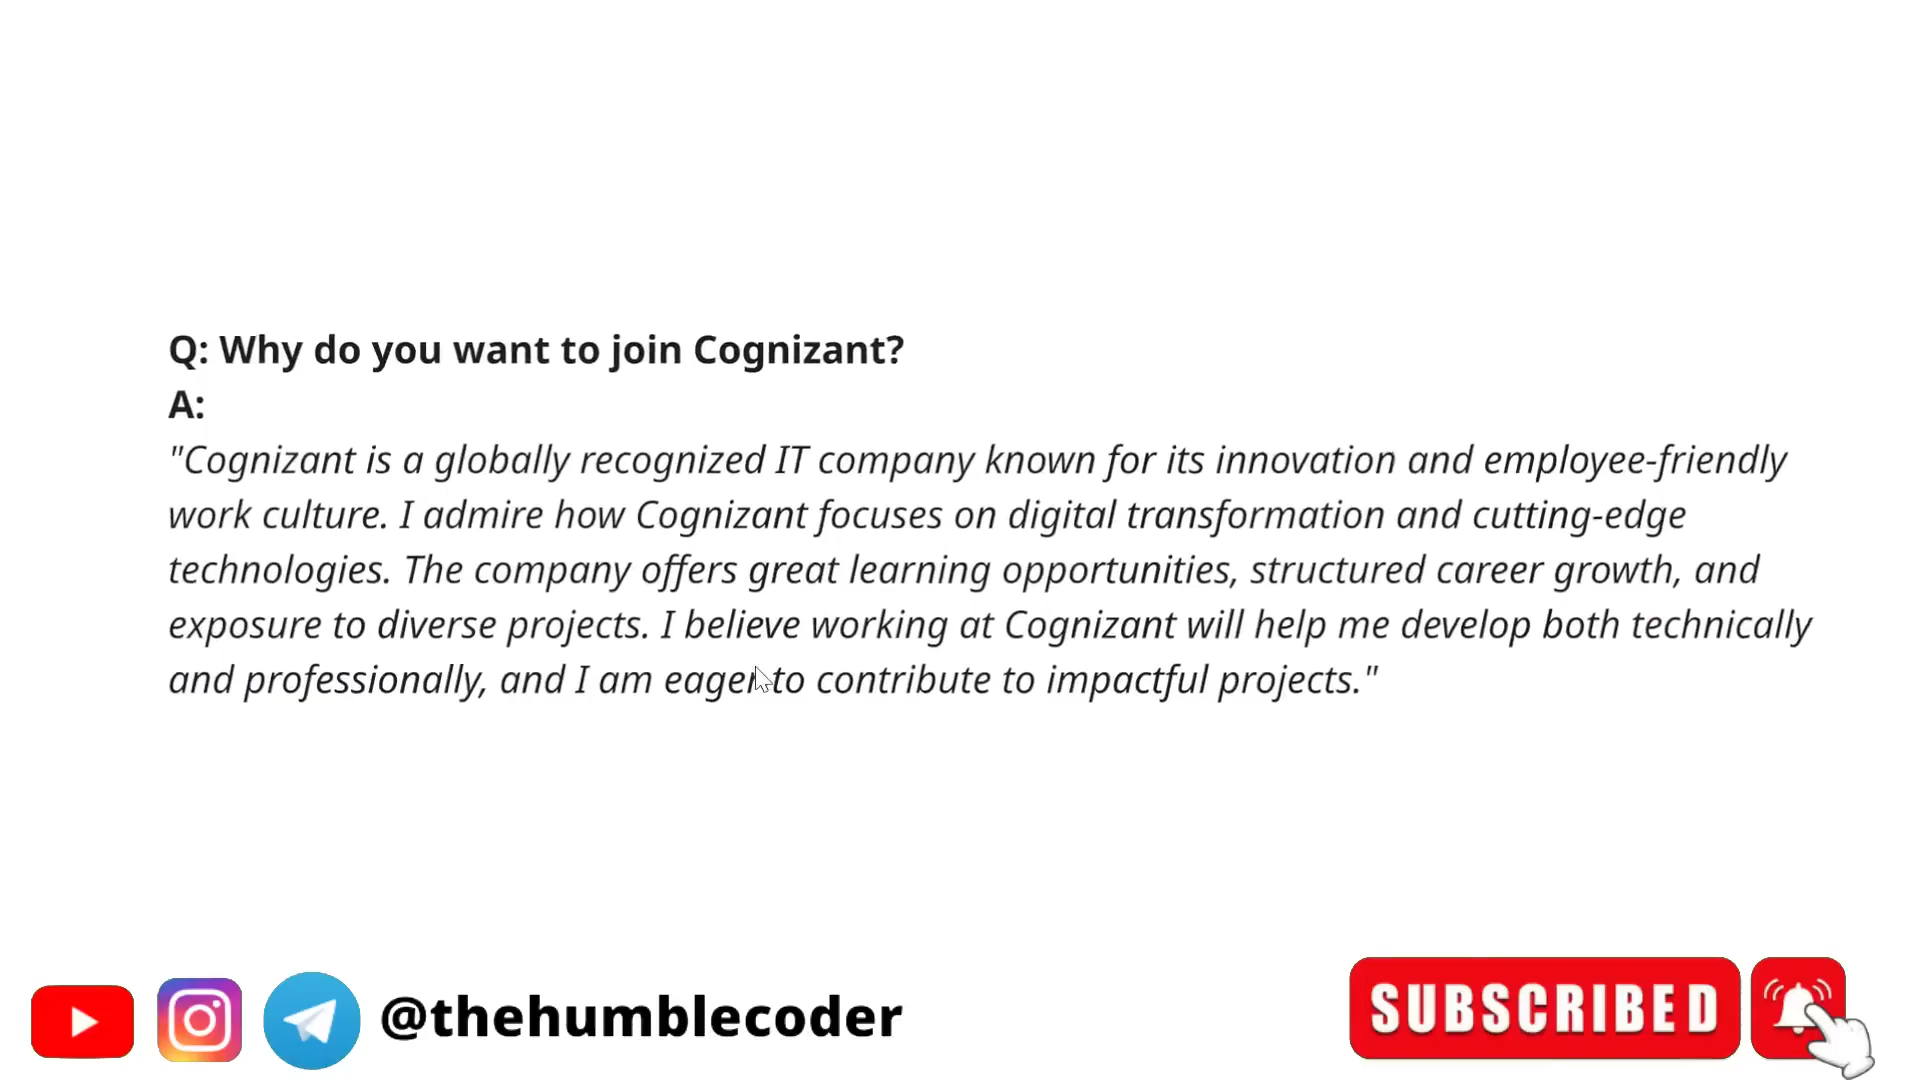 Q: Why do you want to join Cognizant?
A:
"Cognizant is a globally recognized IT company known for its innovation and employee-friendly
work culture. I admire how Cognizant focuses on digital transformation and cutting-edge
technologies. The company offers great learning opportunities, structured career growth, and
exposure to diverse projects. I believe working at Cognizant will help me develop both technically
and professionally, and I am eager to contribute to impactful projects."
@thehumblecoder
SUBSCRIBED